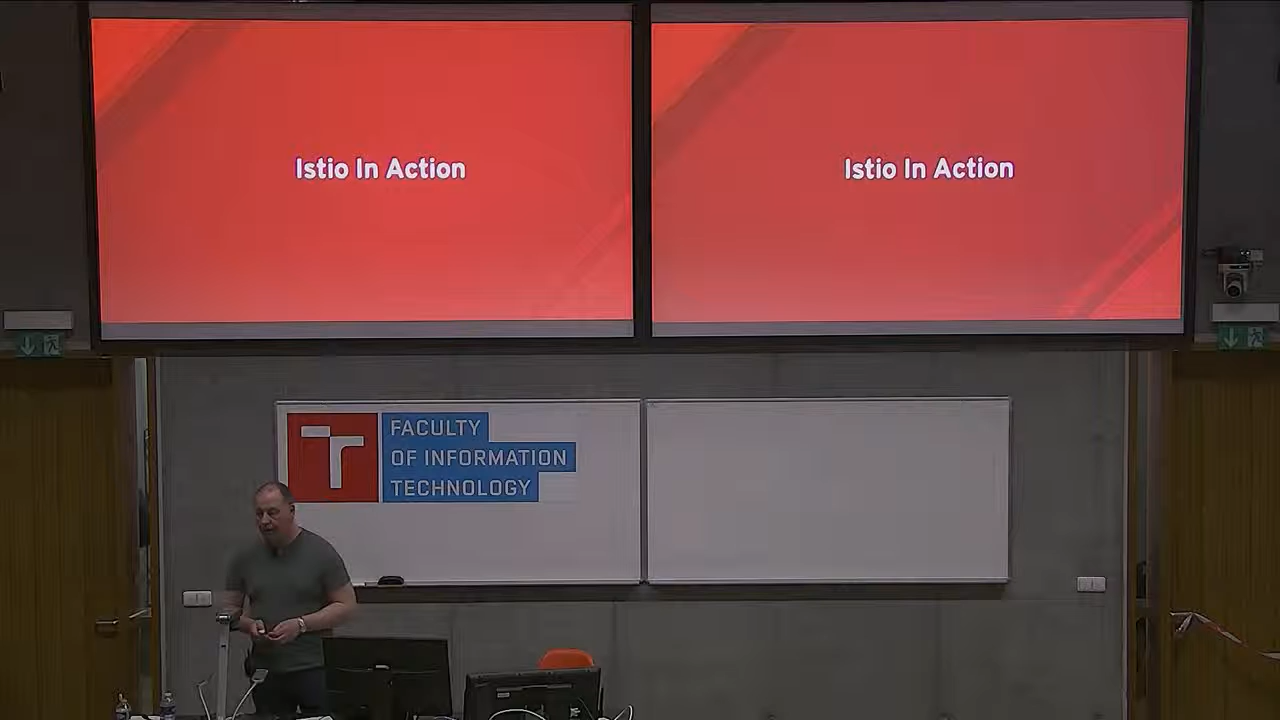 Istio In Action
Istio In Action
FACULTY
OF INFORMATION
TECHNOLOGY